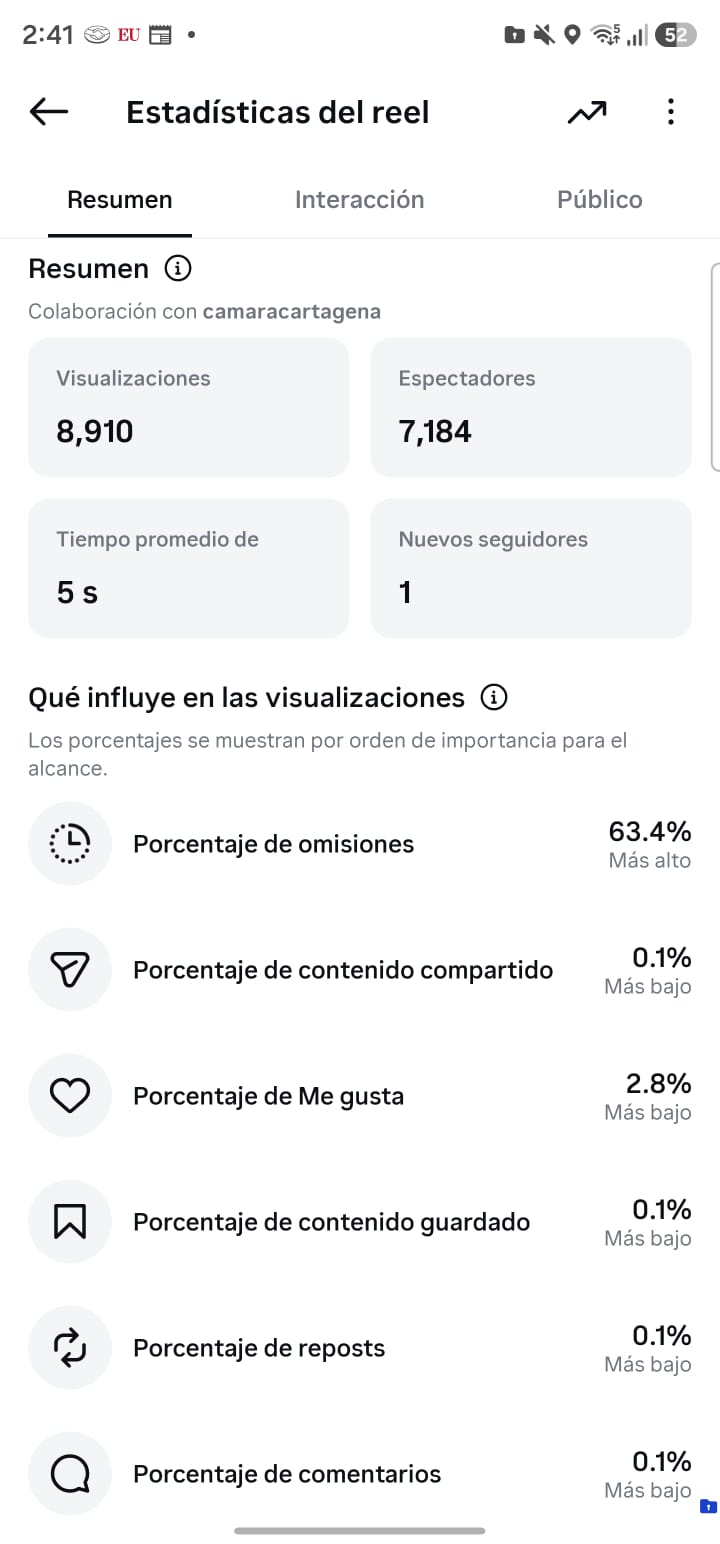 2:41 EU
52
Estadísticas del reel
Resumen Interacción Público
Resumen
Colaboración con camaracartagena
Visualizaciones
8,910
Espectadores
7,184
Tiempo promedio de
5 s
Nuevos seguidores
1
Qué influye en las visualizaciones
Los porcentajes se muestran por orden de importancia para el
alcance.
Porcentaje de omisiones
63.4%
Más alto
Porcentaje de contenido compartido
0.1%
Más bajo
Porcentaje de Me gusta
2.8%
Más bajo
Porcentaje de contenido guardado
0.1%
Más bajo
Porcentaje de reposts
0.1%
Más bajo
Porcentaje de comentarios
0.1%
Más bajo